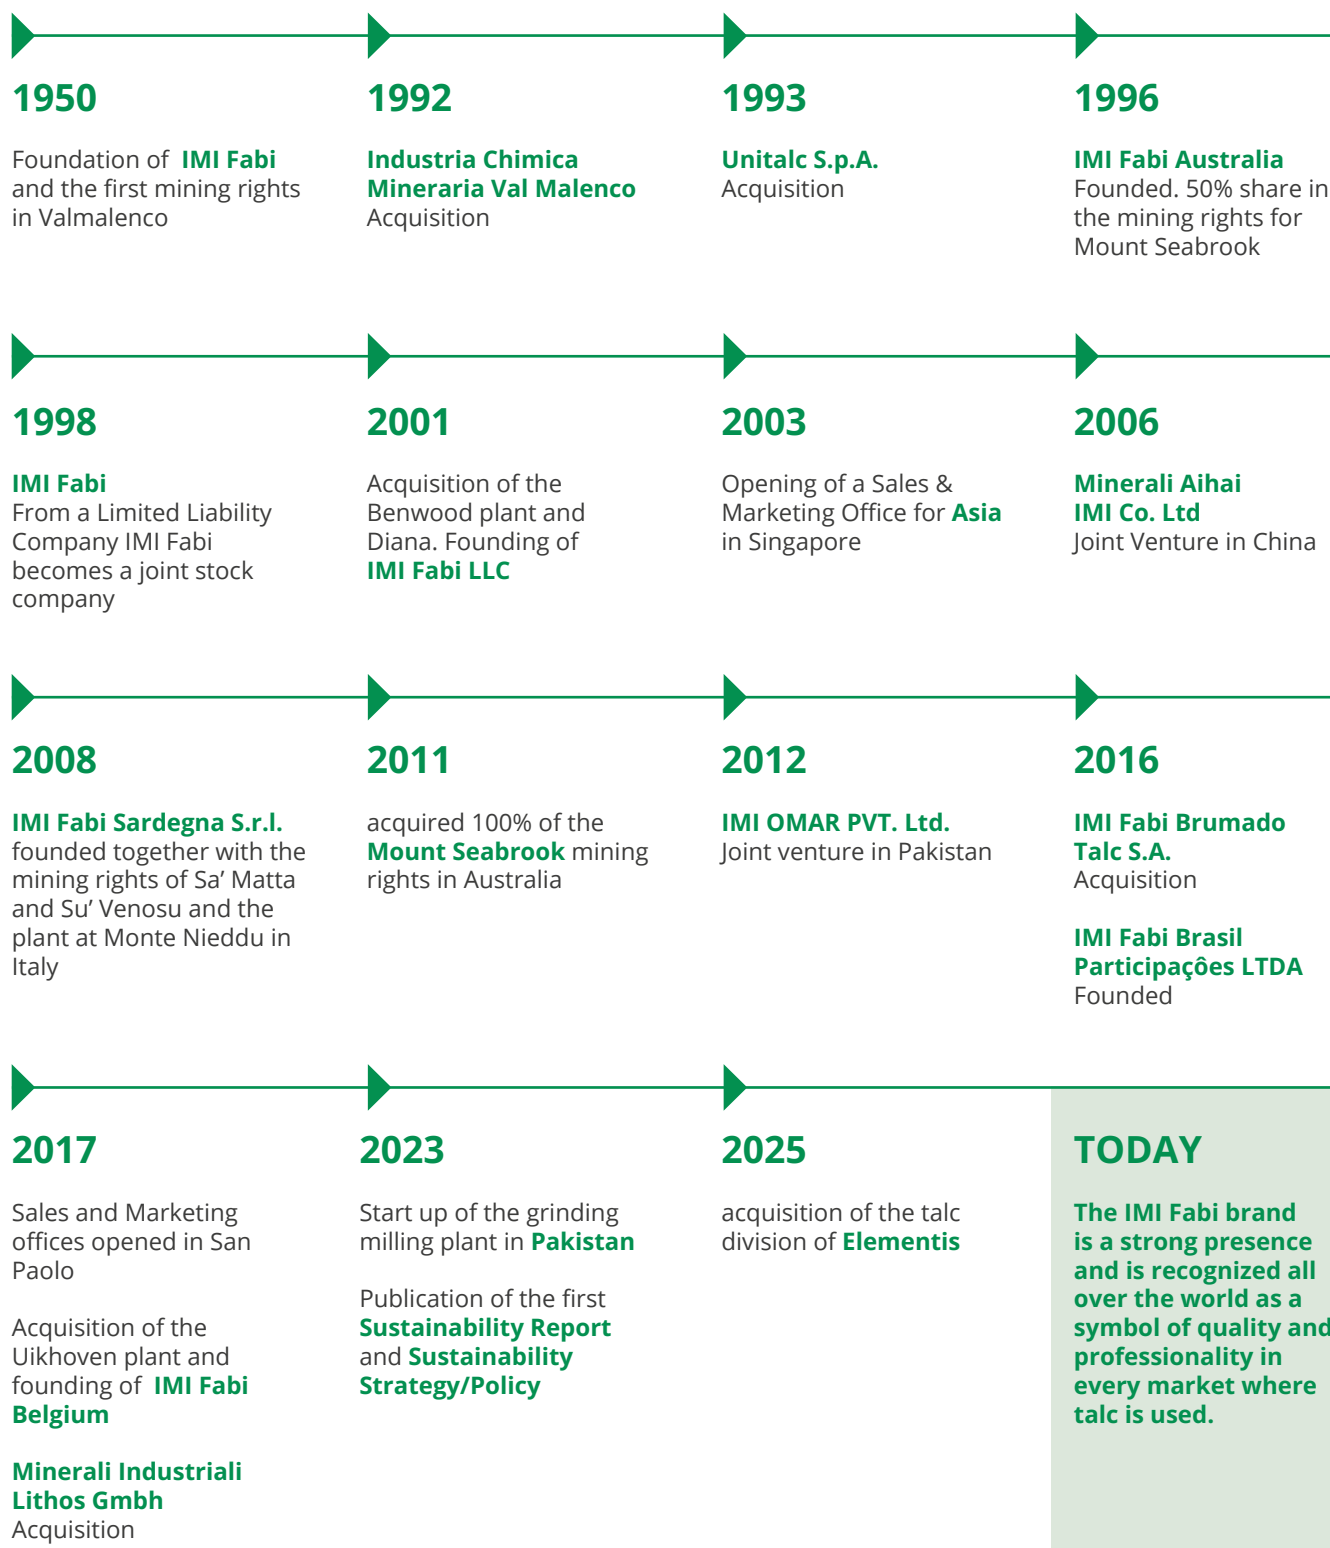 1950
Foundation of IMI Fabi
and the first mining rights
in Valmalenco
1992
Industria Chimica
Mineraria Val Malenco
Acquisition
1993
Unitalc S.p.A.
Acquisition
1996
IMI Fabi Australia
Founded. 50% share in
the mining rights for
Mount Seabrook
1998
IMI Fabi
From a Limited Liability
Company IMI Fabi
becomes a joint stock
company
2001
Acquisition of the
Benwood plant and
Diana. Founding of
IMI Fabi LLC
2003
Opening of a Sales &
Marketing Office for Asia
in Singapore
2006
Minerali Aihai
IMI Co. Ltd
Joint Venture in China
2008
IMI Fabi Sardegna S.r.l.
founded together with the
mining rights of Sa’ Matta
and Su’ Venosu and the
plant at Monte Nieddu in
Italy
2011
acquired 100% of the
Mount Seabrook mining
rights in Australia
2012
IMI OMAR PVT. Ltd.
Joint venture in Pakistan
2016
IMI Fabi Brumado
Talc S.A.
Acquisition
IMI Fabi Brasil
Participaçôes LTDA
Founded
2017
Sales and Marketing
offices opened in San
Paolo
Acquisition of the
Uikhoven plant and
founding of IMI Fabi
Belgium
Minerali Industriali
Lithos Gmbh
Acquisition
2023
Start up of the grinding
milling plant in Pakistan
Publication of the first
Sustainability Report
and Sustainability
Strategy/Policy
2025
acquisition of the talc
division of Elementis
TODAY
The IMI Fabi brand
is a strong presence
and is recognized all
over the world as a
symbol of quality and
professionality in
every market where
talc is used.